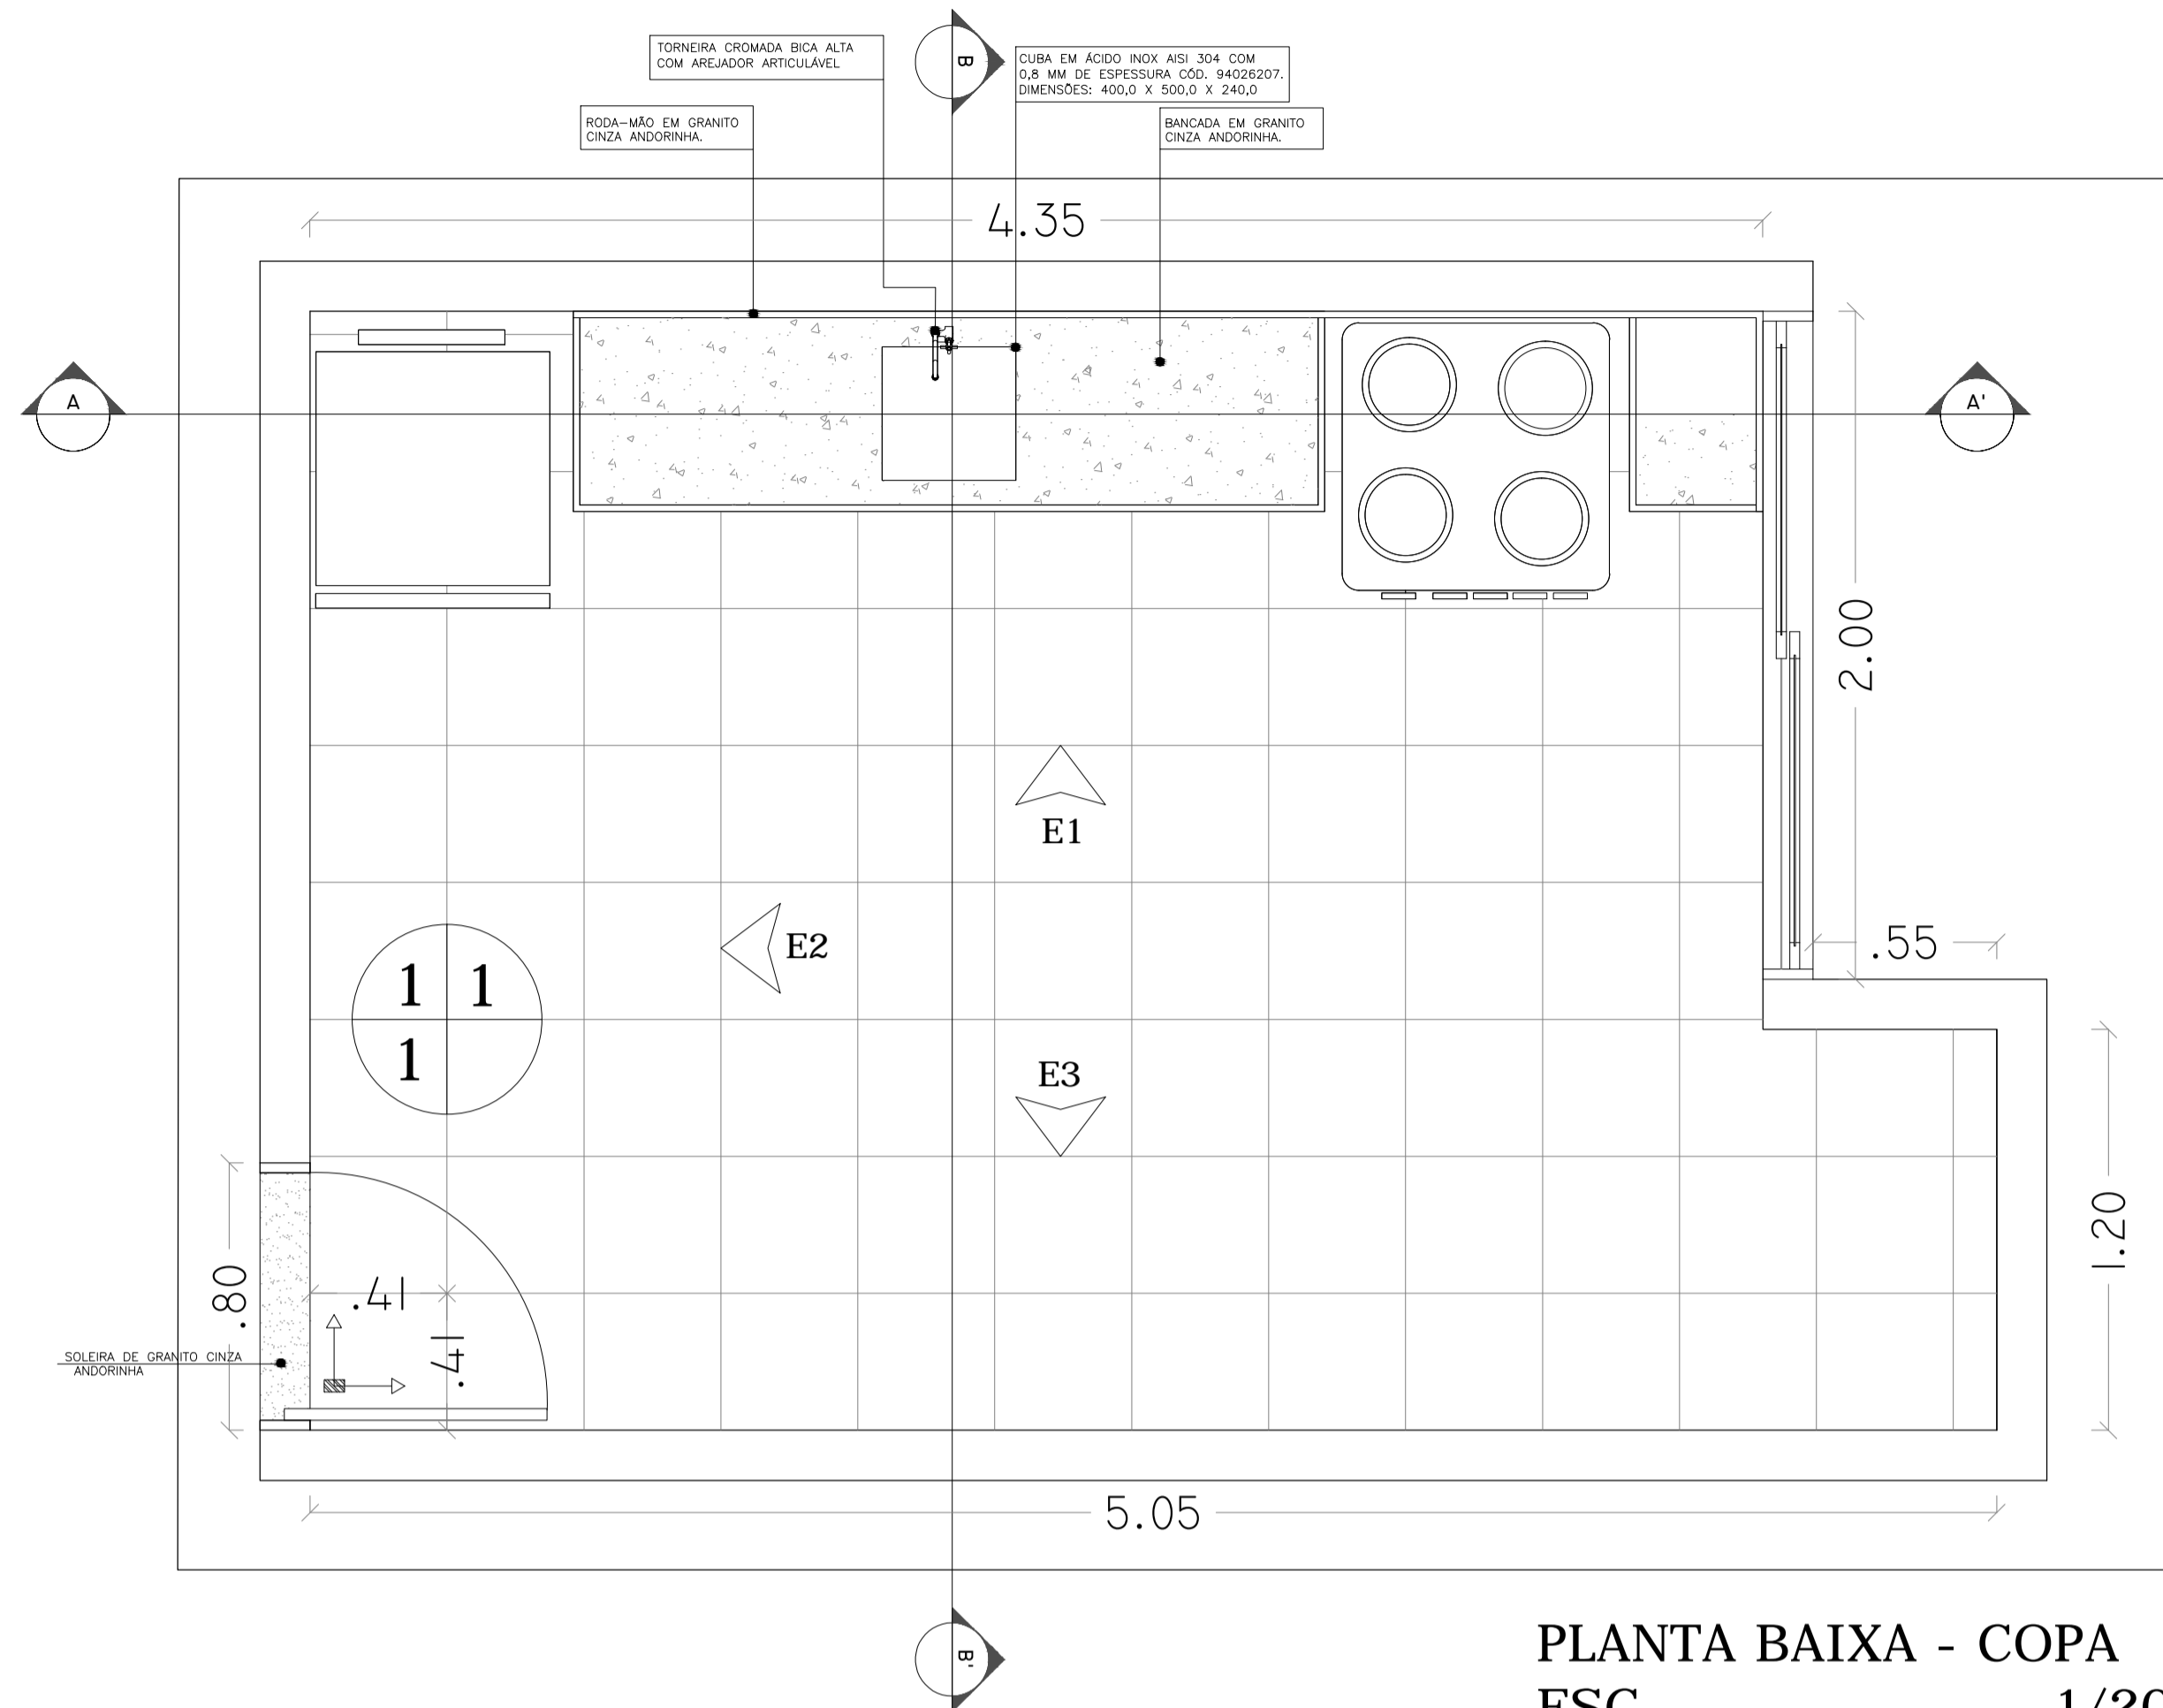 TORNEIRA CROMADA BICA ALTA
COM AREJADOR ARTICULÁVEL
B
CUBA EM ÁCIDO INOX AISI 304 COM
0,8 MM DE ESPESSURA CÓD. 94026207.
DIMENSÕES: 400,0 X 500,0 X 240,0
RODA-MÃO EM GRANITO
CINZA ANDORINHA.
BANCADA EM GRANITO
CINZA ANDORINHA.
4.35
A
A'
2.00
E1
E2
.55
1 1
1
E3
1.20
.80
.41
.41
SOLEIRA DE GRANITO CINZA
ANDORINHA
5.05
B'
PLANTA BAIXA - COPA
ESC